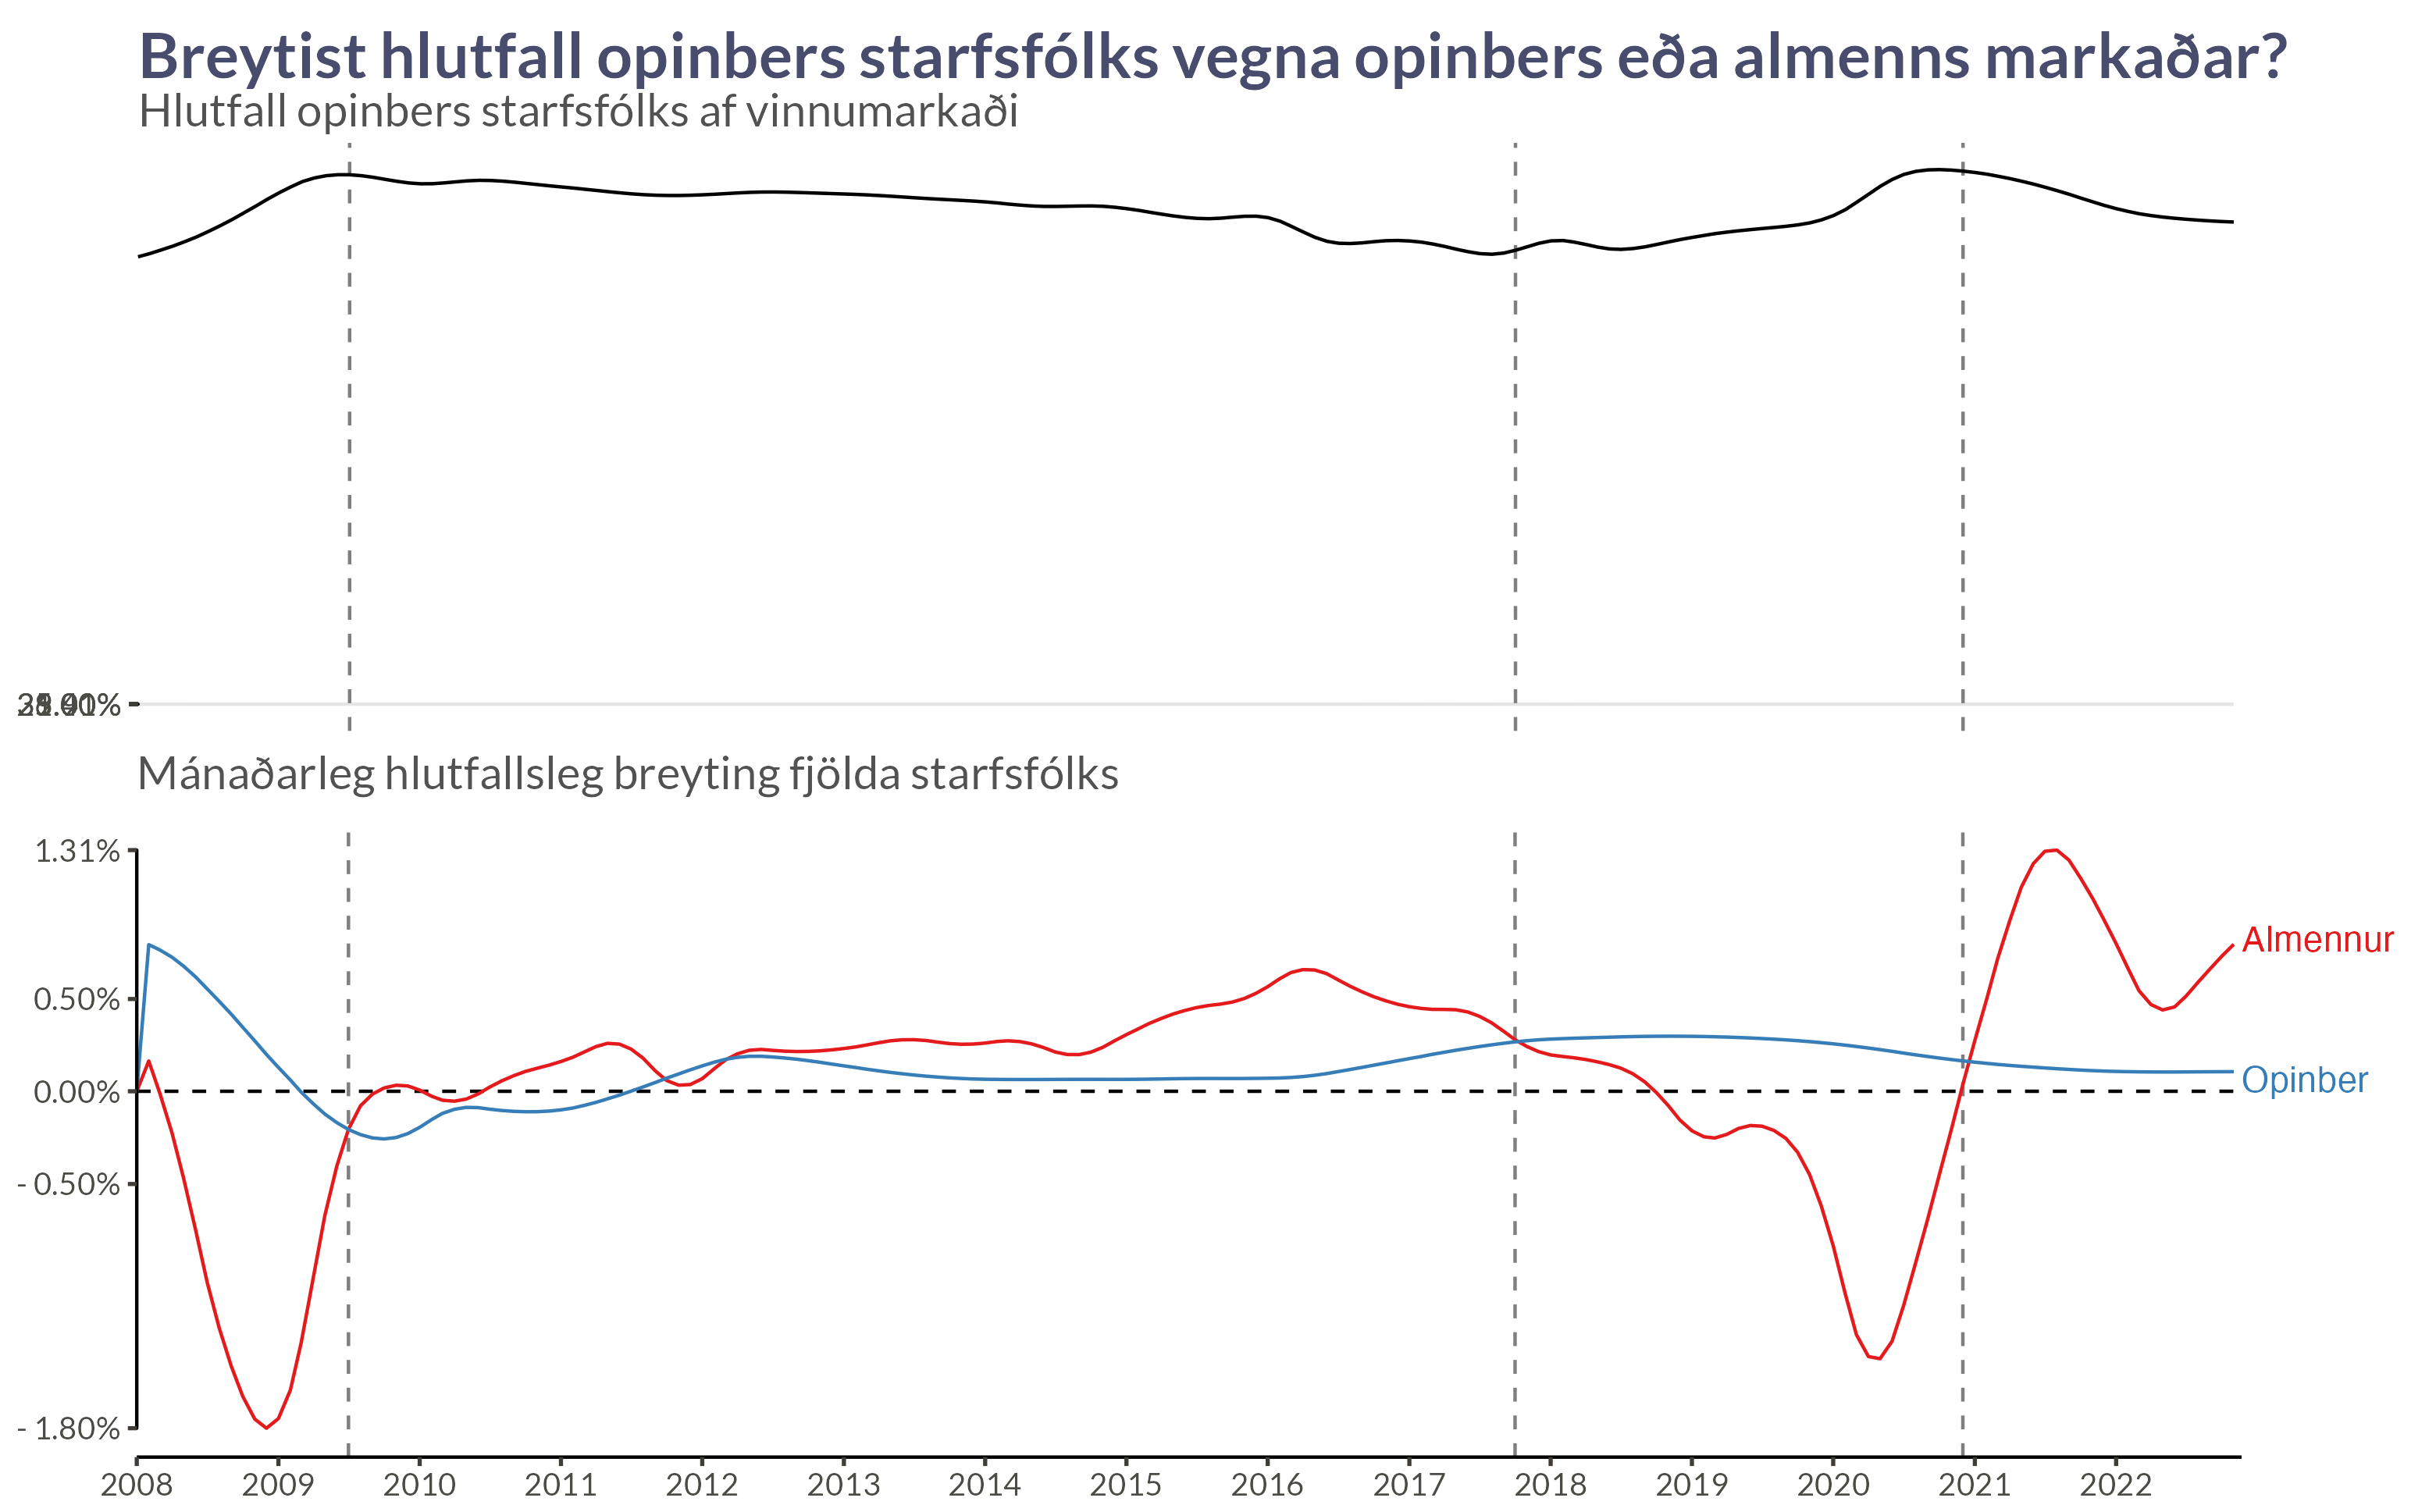 Breytist hlutfall opinbers starfsfólks vegna opinbers eða almenns markaðar?
Hlutfall opinbers starfsfólks af vinnumarkaði
Mánaðarleg hlutfallsleg breyting fjölda starfsfólks
1.31%
0.50%
0.00%
- 0.50%
- 1.80%
Almennur
Opinber
2008 2009 2010 2011 2012 2013 2014 2015 2016 2017 2018 2019 2020 2021 2022